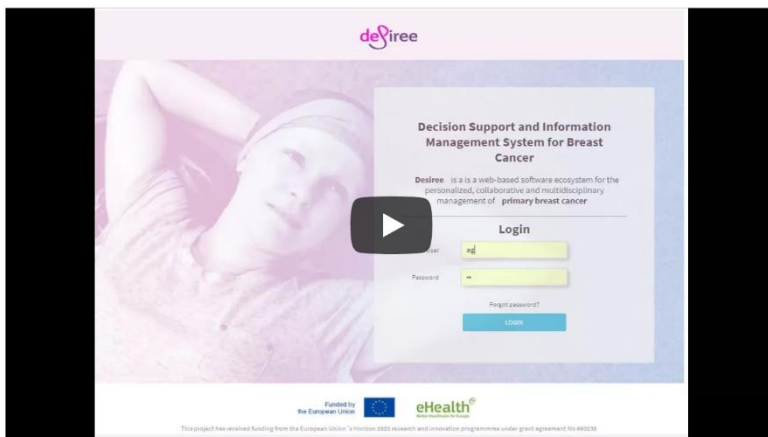 deSiree
Decision Support and Information
Management System for Breast
Cancer
Desiree is a is a web-based software ecosystem for the
personalized, collaborative and multidisciplinary
management of primary breast cancer
Login
user
ag
Password
Forgot password?
LOGIN
Funded by
the European Union
eHealth
This project has received funding from the European Union´s Horizon 2020 research and innovation programme under grant agreement No 690238